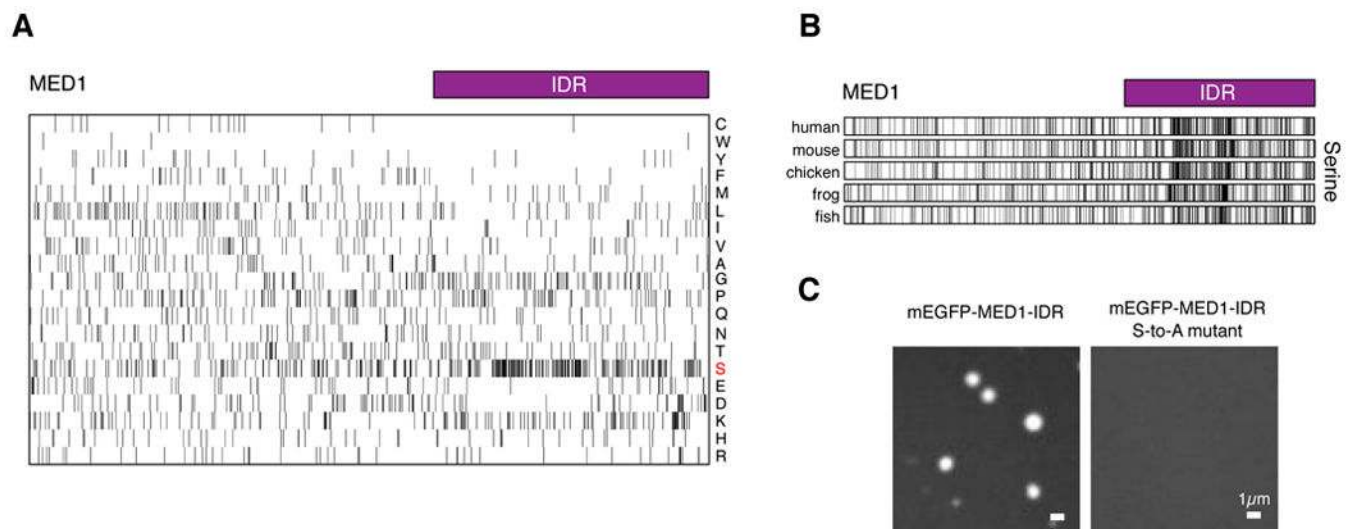 A
MED1
IDR
C
W
Y
F
M
L
I
V
A
G
P
Q
N
T
S
E
D
K
H
R
B
MED1
IDR
human
mouse
chicken
frog
fish
Serine
C
mEGFP-MED1-IDR
mEGFP-MED1-IDR
S-to-A mutant
1µm